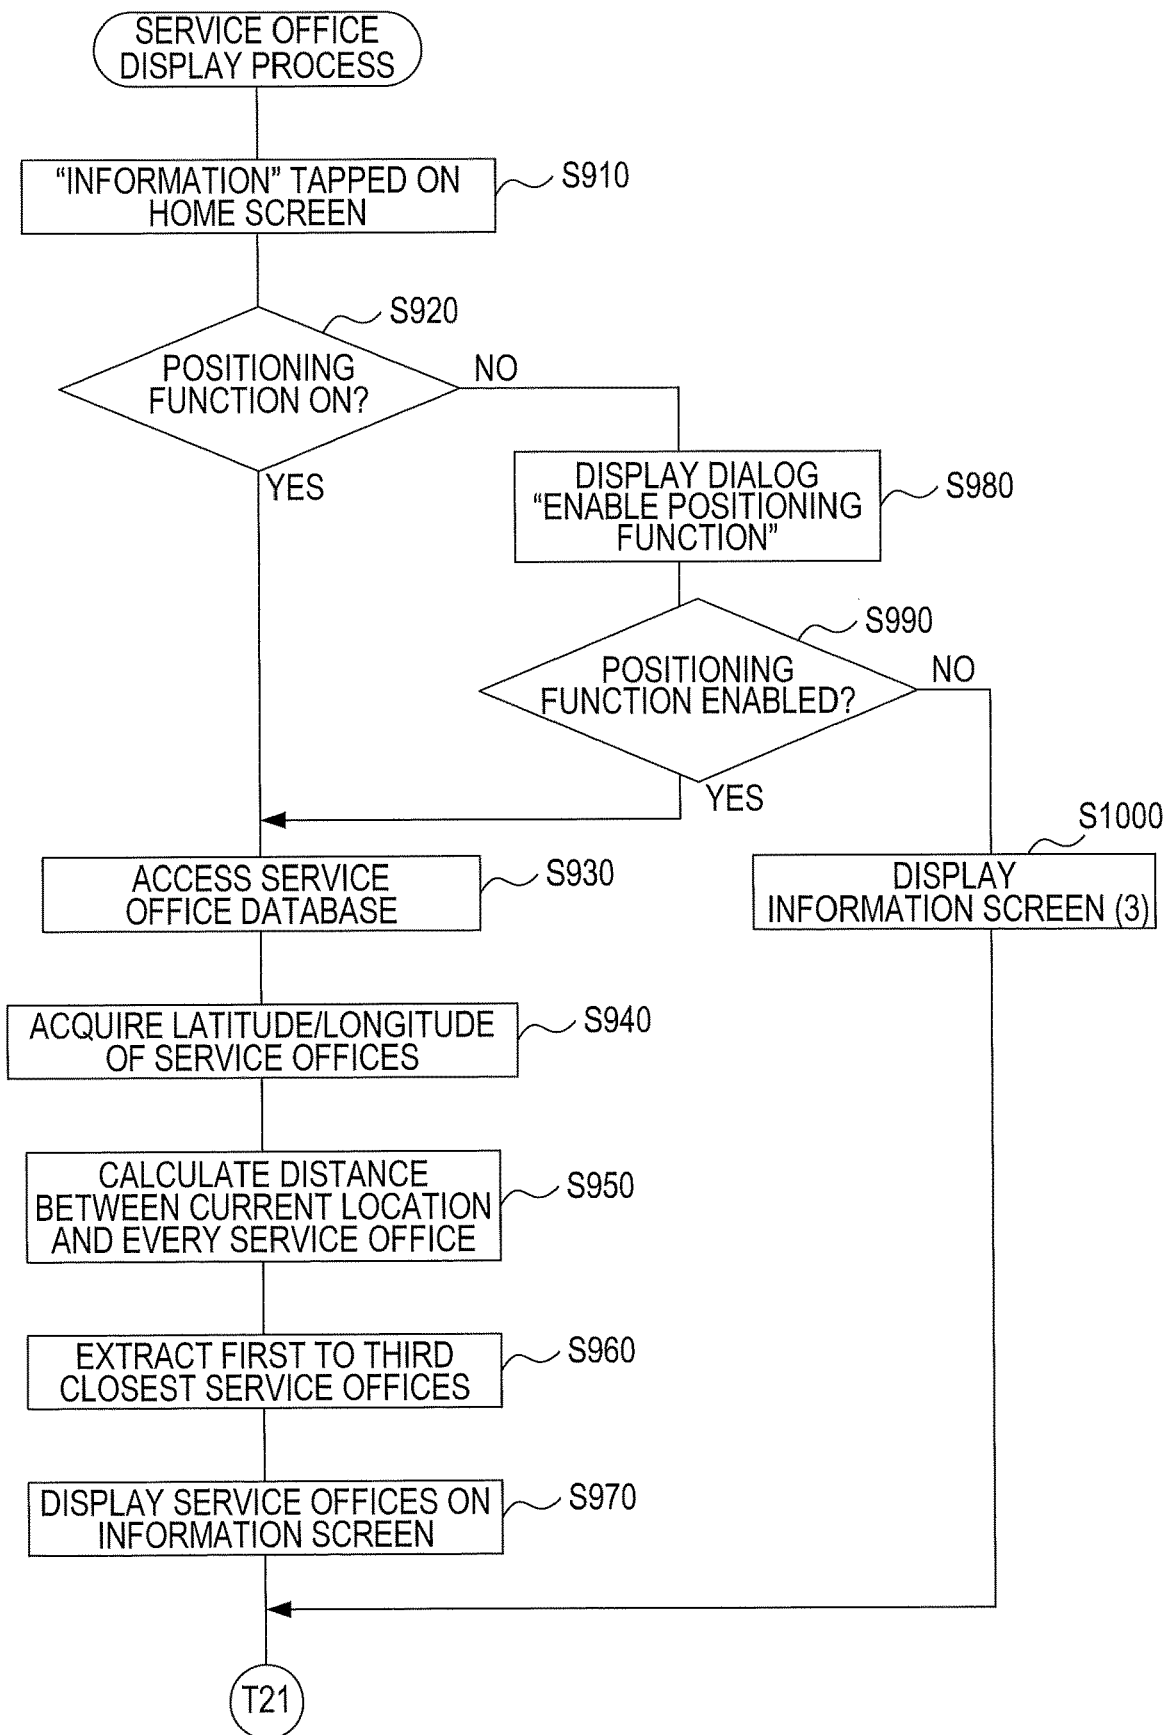 SERVICE OFFICE
DISPLAY PROCESS
“INFORMATION” TAPPED ON
HOME SCREEN
S910
S920
POSITIONING
FUNCTION ON?
NO
YES
DISPLAY DIALOG
“ENABLE POSITIONING
FUNCTION”
S980
S990
POSITIONING
FUNCTION ENABLED?
NO
YES
S1000
DISPLAY
INFORMATION SCREEN (3)
ACCESS SERVICE
OFFICE DATABASE
S930
ACQUIRE LATITUDE/LONGITUDE
OF SERVICE OFFICES
S940
CALCULATE DISTANCE
BETWEEN CURRENT LOCATION
AND EVERY SERVICE OFFICE
S950
EXTRACT FIRST TO THIRD
CLOSEST SERVICE OFFICES
S960
DISPLAY SERVICE OFFICES ON
INFORMATION SCREEN
S970
T21